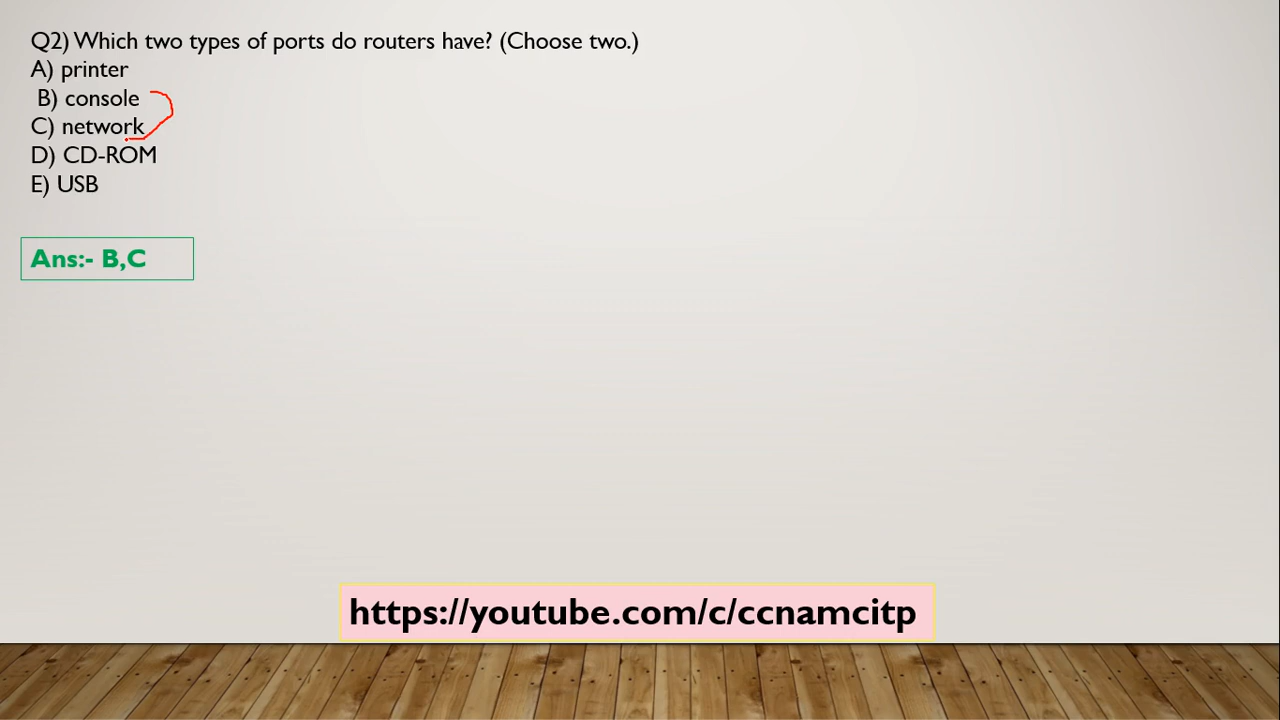 Q2) Which two types of ports do routers have? (Choose two.)
A) printer
B) console
C) network
D) CD-ROM
E) USB
Ans:- B,C
https://youtube.com/c/ccnamcitp